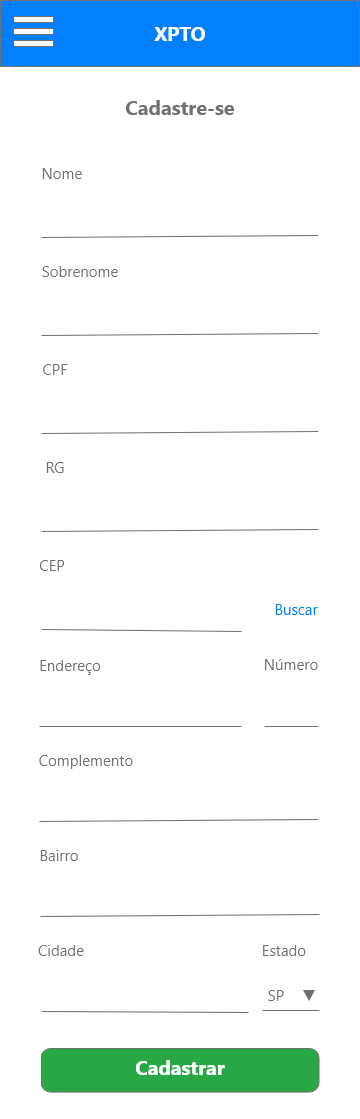 XPTO
Cadastre-se
Nome
Sobrenome
CPF
RG
CEP
Buscar
Endereço Número
Complemento
Bairro
Cidade Estado
SP
Cadastrar